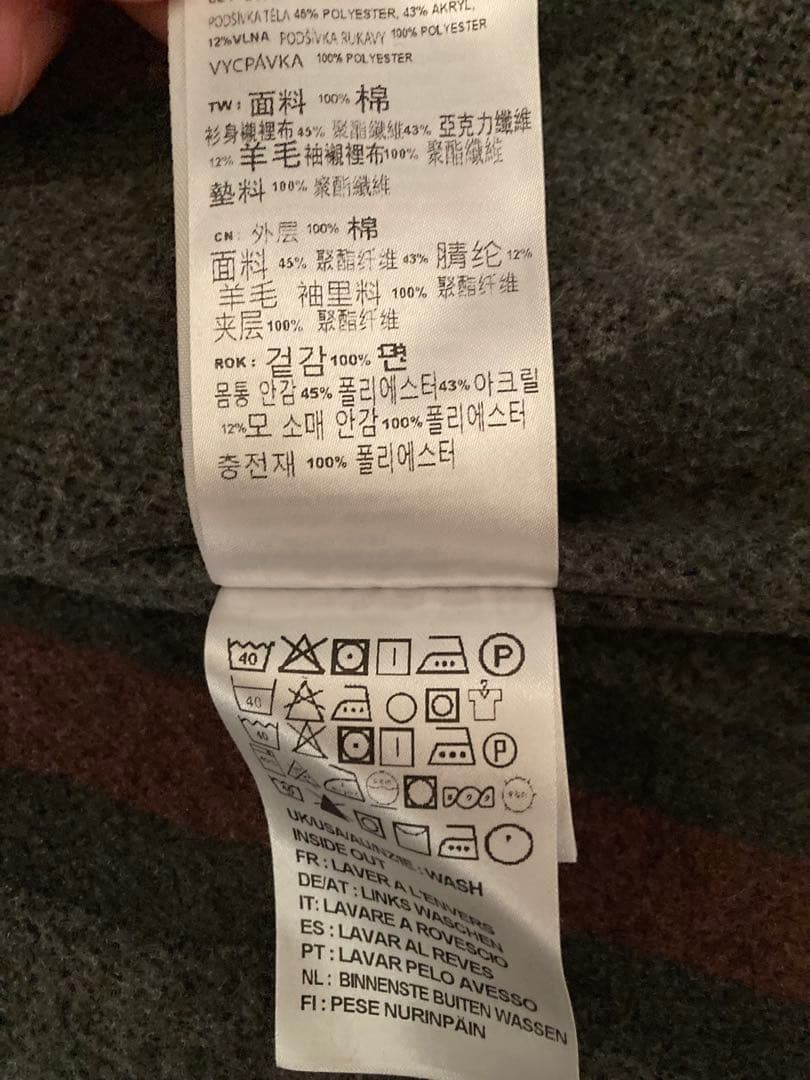 PODŠÍVKA TĚLA 45% POLYESTER, 43% AKRYL,
12% VLNA PODŠÍVKA RUKAVY 100% POLYESTER
VYCPÁVKA 100% POLYESTER
TW: 面料 100% 棉
衫身襯裡布 45% 聚酯纖維 43% 亞克力纖維
12% 羊毛 袖襯裡布 100% 聚酯纖維
墊料 100% 聚酯纖維
CN: 外层 100% 棉
面料 45% 聚酯纤维 43% 腈纶 12%
羊毛 袖里料 100% 聚酯纤维
夹层 100% 聚酯纤维
ROK: 겉감 100% 면
몸통 안감 45% 폴리에스터 43% 아크릴
12% 모 소매 안감 100% 폴리에스터
충전재 100% 폴리에스터
40 P
40
40 P
UK/USA/AU/NZ/IE: WASH
INSIDE OUT
FR: LAVER A L'ENVERS
DE/AT: LINKS WASCHEN
IT: LAVARE A ROVESCIO
ES: LAVAR AL REVES
PT: LAVAR PELO AVESSO
NL: BINNENSTE BUITEN WASSEN
FI: PESE NURINPÄIN